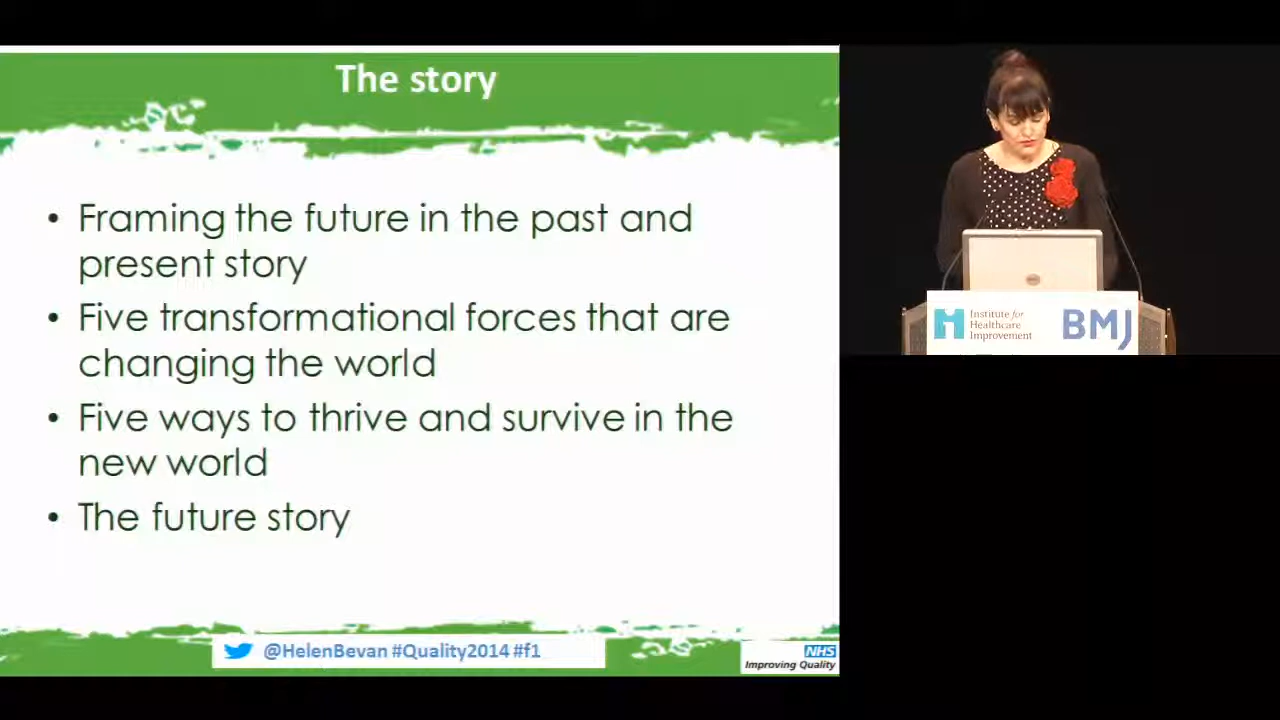 The story
• Framing the future in the past and
present story
• Five transformational forces that are
changing the world
• Five ways to thrive and survive in the
new world
• The future story
@HelenBevan #Quality2014 #f1
NHS
Improving Quality
Institute for
Healthcare
Improvement
BMJ